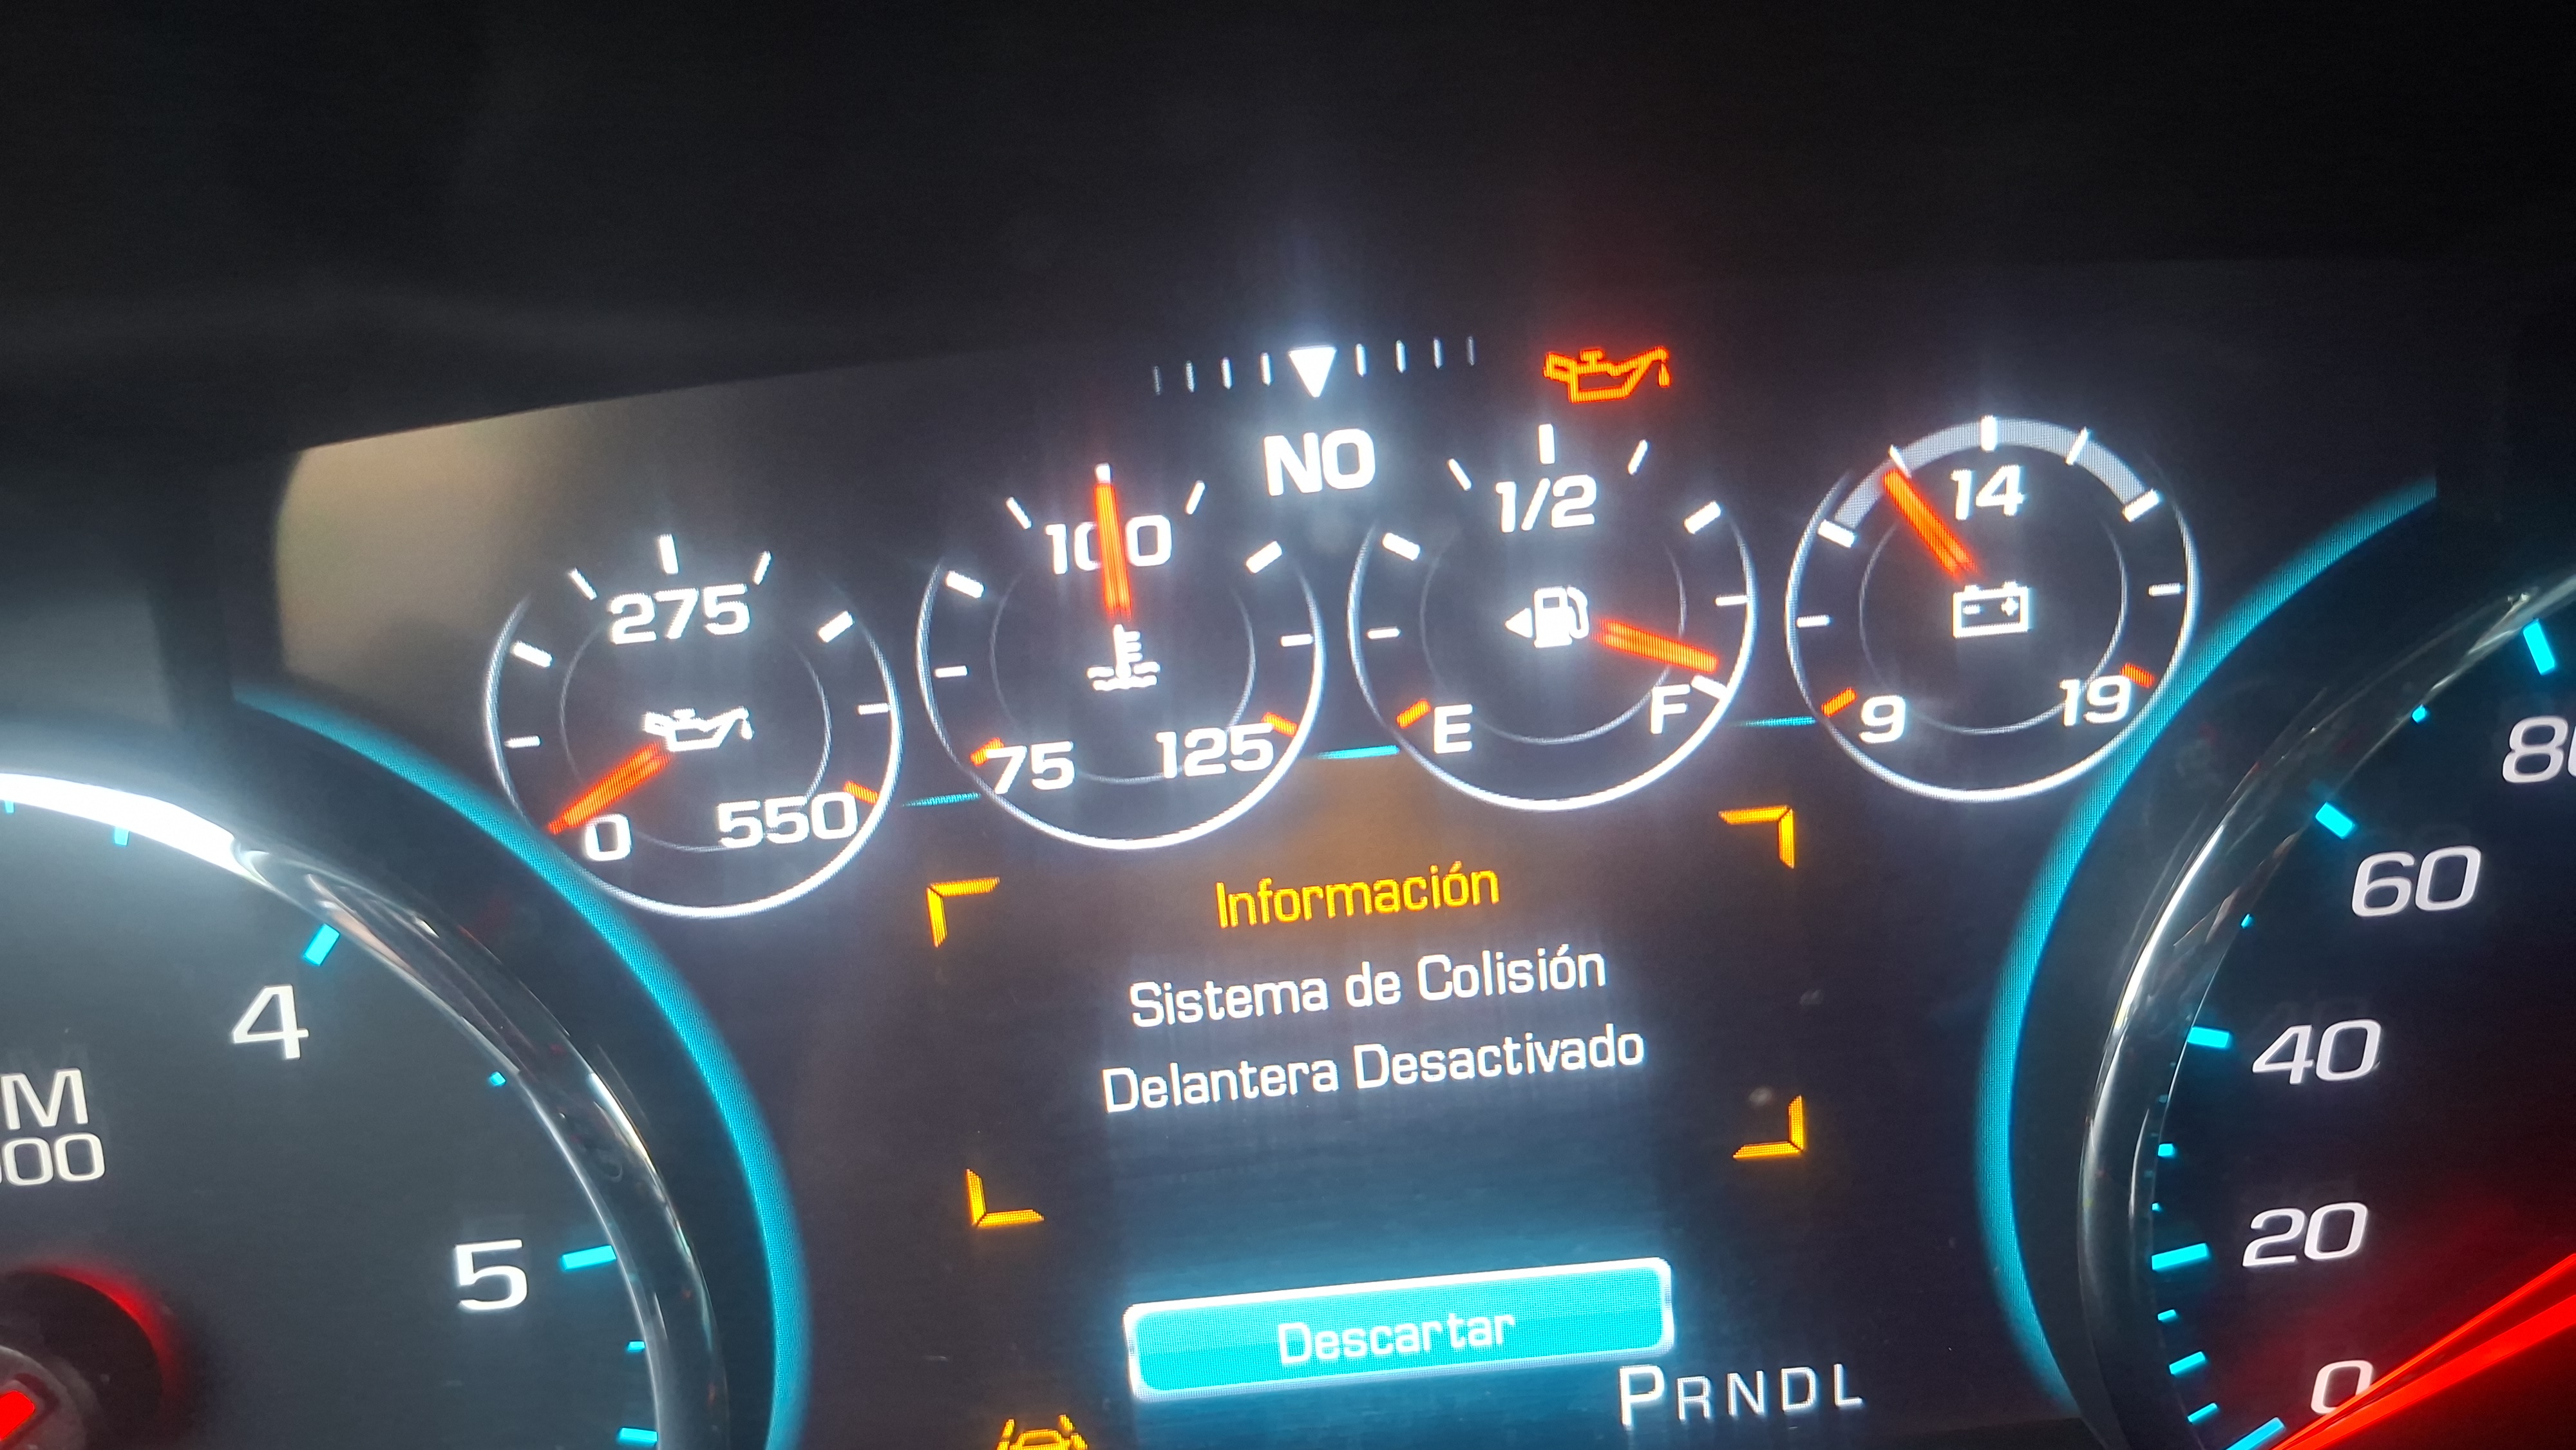 NO
275
0 550
100
75 125
1/2
E F
14
9 19
Información
Sistema de Colisión
Delantera Desactivado
Descartar
PRNDL
4
5
60
40
20
0